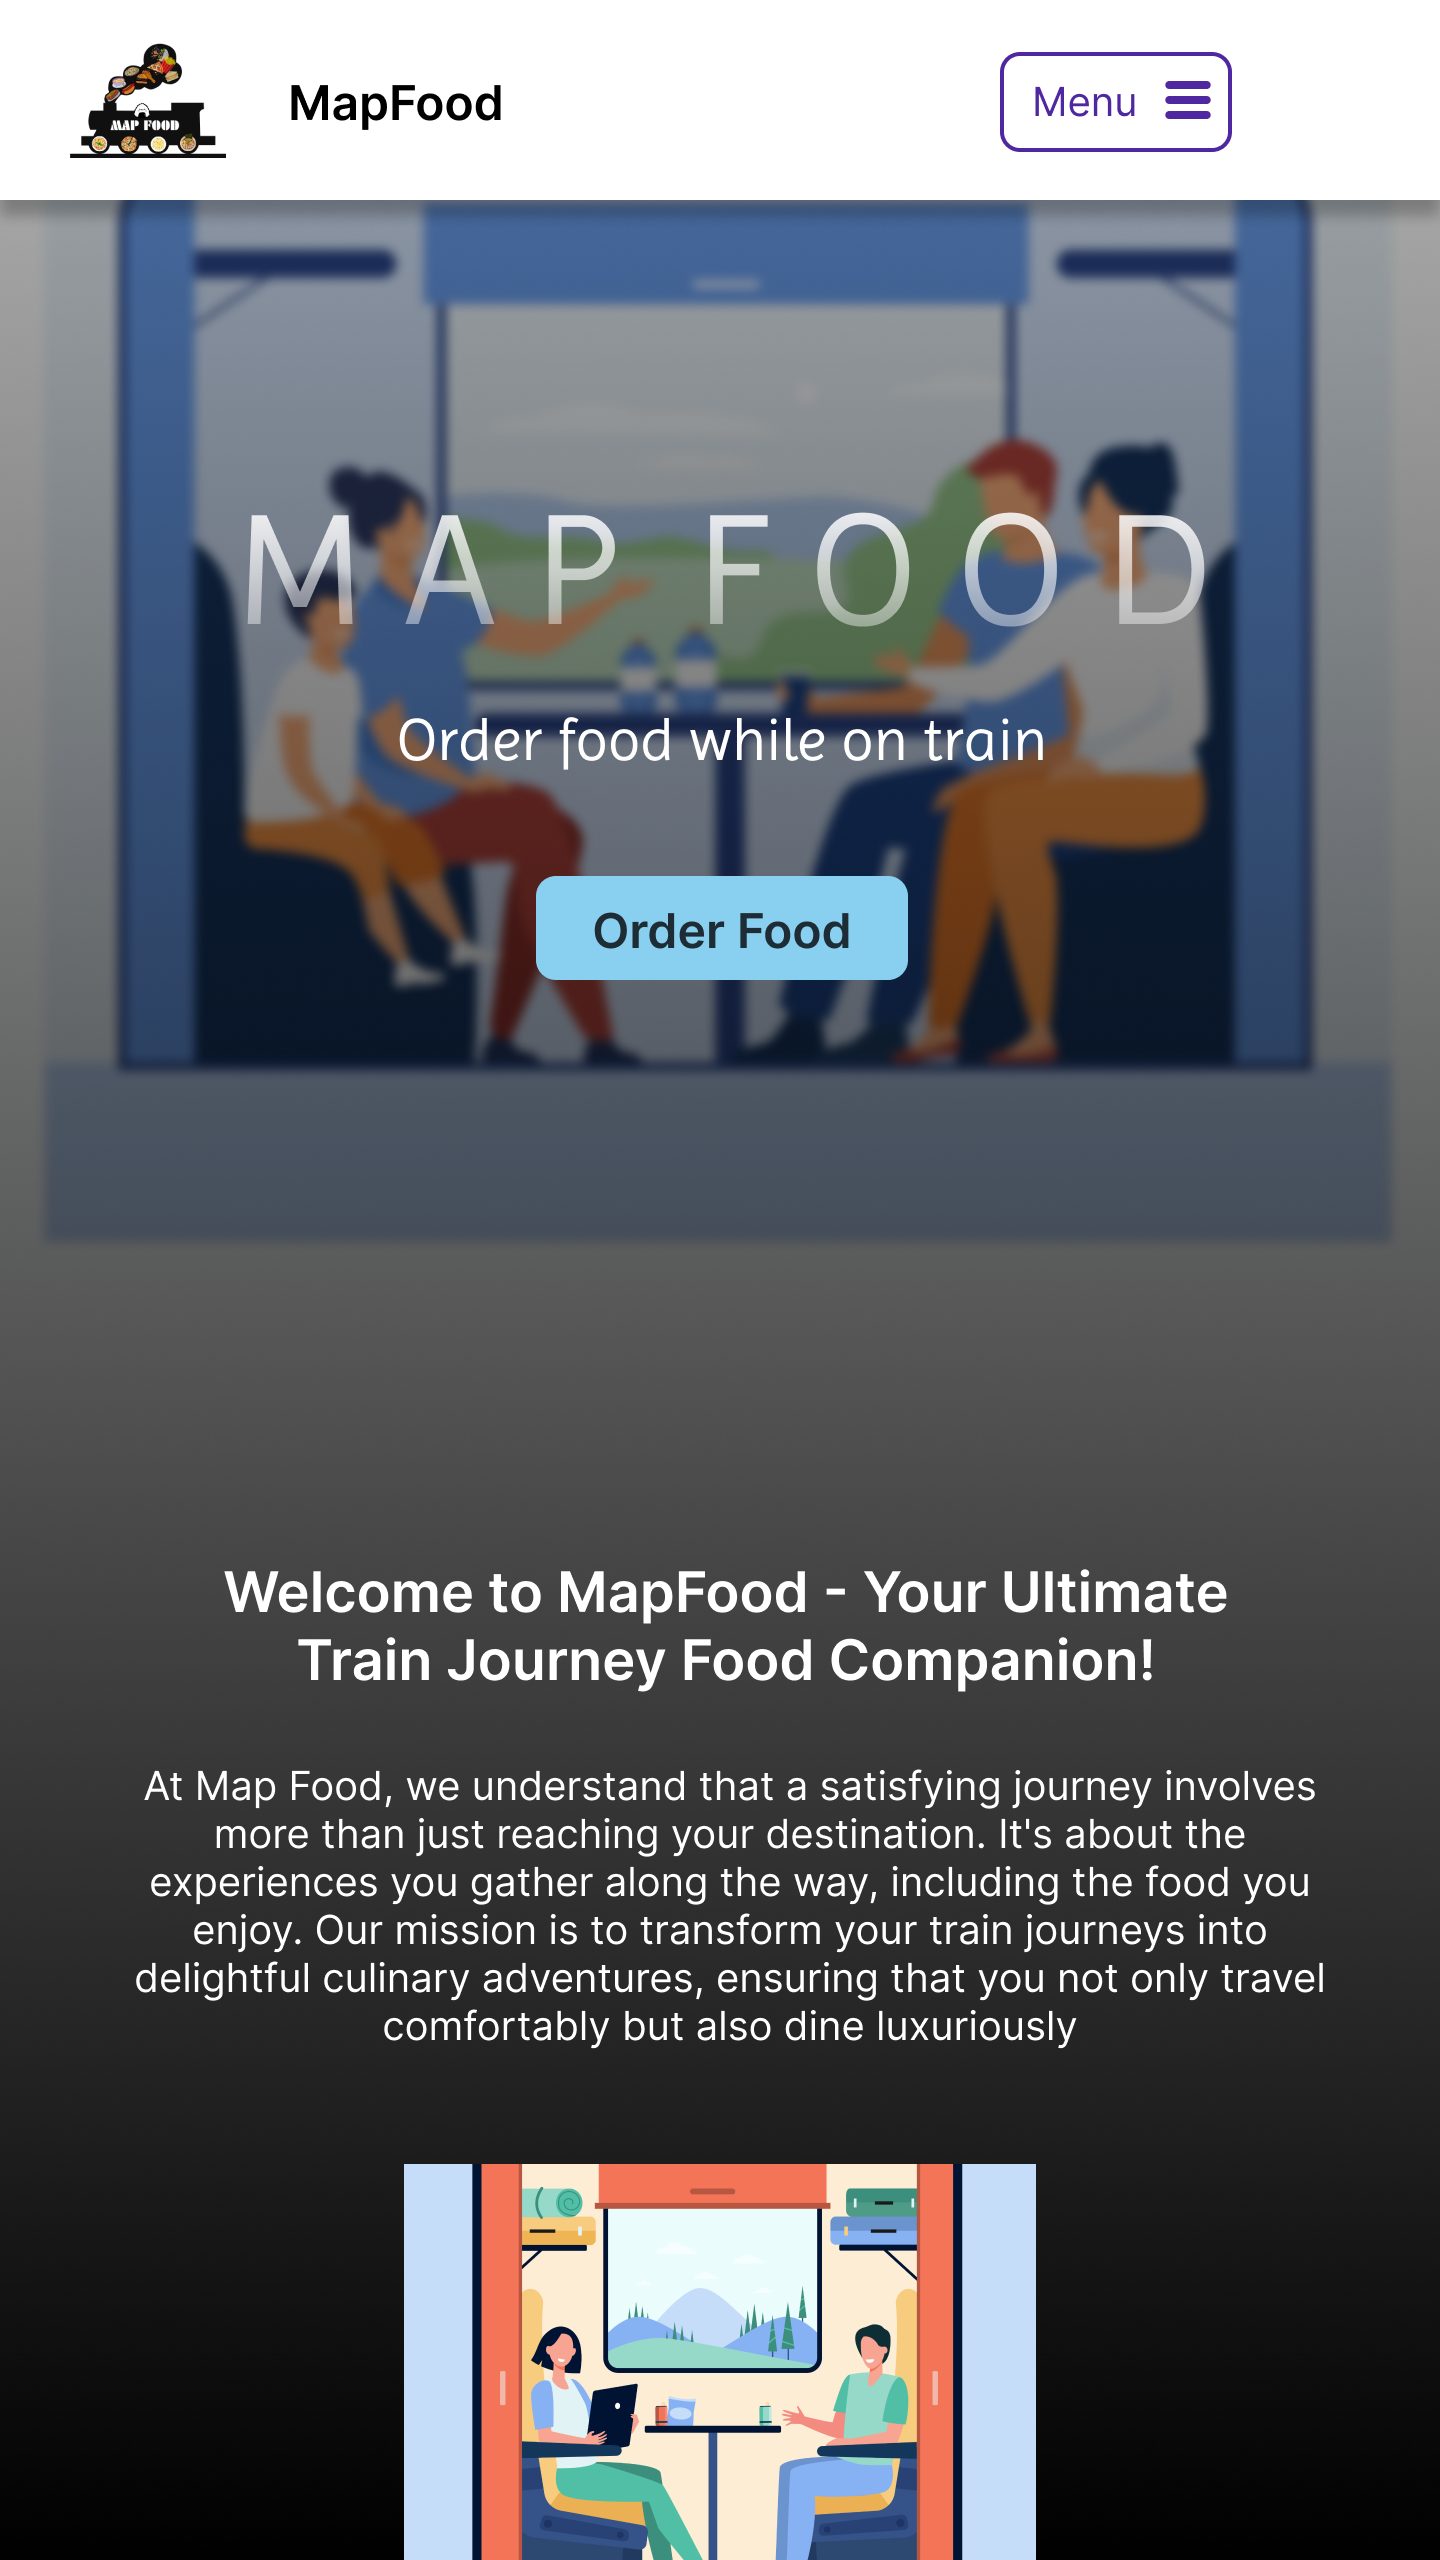 MAP FOOD
MapFood
Menu
MAP FOOD
Order food while on train
Order Food
Welcome to MapFood - Your Ultimate
Train Journey Food Companion!
At Map Food, we understand that a satisfying journey involves
more than just reaching your destination. It's about the
experiences you gather along the way, including the food you
enjoy. Our mission is to transform your train journeys into
delightful culinary adventures, ensuring that you not only travel
comfortably but also dine luxuriously